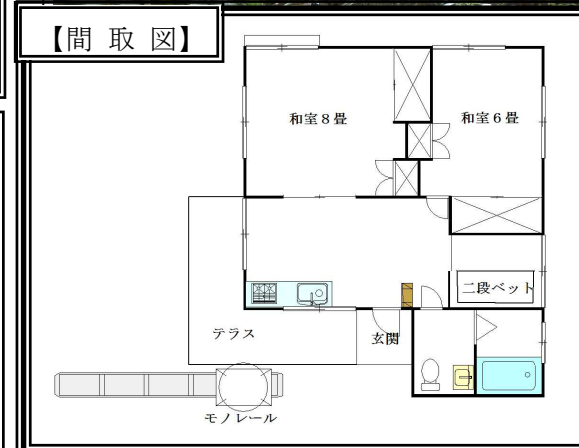 【間取図】
和室８畳
和室６畳
二段ベット
テラス
玄関
モノレール